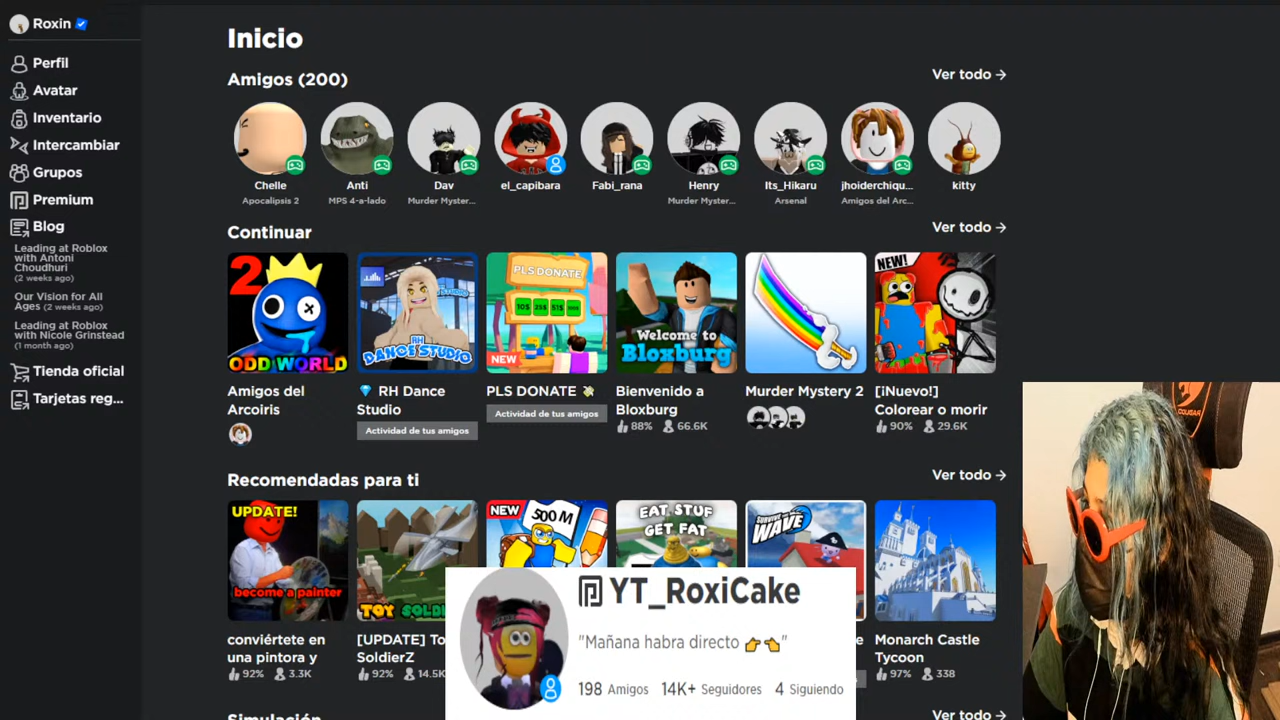 Roxin
Perfil
Avatar
Inventario
Intercambiar
Grupos
Premium
Blog
Leading at Roblox
with Antoni
Choudhuri
(2 weeks ago)
Our Vision for All
Ages (2 weeks ago)
Leading at Roblox
with Nicole Grinstead
(1 month ago)
Tienda oficial
Tarjetas reg...
Inicio
Amigos (200)
Ver todo →
Chelle
Apocalipsis 2
Anti
MPS 4-a-lado
Dav
Murder Myster...
el_capibara
Fabi_rana
Henry
Murder Myster...
Its_Hikaru
Arsenal
jhoiderchiqu...
Amigos del Arc...
kitty
Continuar
Ver todo →
2
ODD WORLD
RH
DANCE STUDIO
PLS DONATE
NEW
Welcome to
Bloxburg
NEW!
Amigos del
Arcoiris
RH Dance
Studio
Actividad de tus amigos
PLS DONATE
Actividad de tus amigos
Bienvenido a
Bloxburg
88% 66.6K
Murder Mystery 2
[¡Nuevo!]
Colorear o morir
90% 29.6K
Recomendadas para ti
Ver todo →
UPDATE!
become a painter
TOY SOLD
NEW
500M
EAT STUF
GET FAT
SURVIVE THE
WAVE
conviértete en
una pintora y
92% 3.3K
[UPDATE] To
SoldierZ
92% 14.5K
Monarch Castle
Tycoon
97% 338
YT_RoxiCake
"Mañana habra directo 👉👈"
198 Amigos 14K+ Seguidores 4 Siguiendo
Simulación
Ver todo →
COUGAR